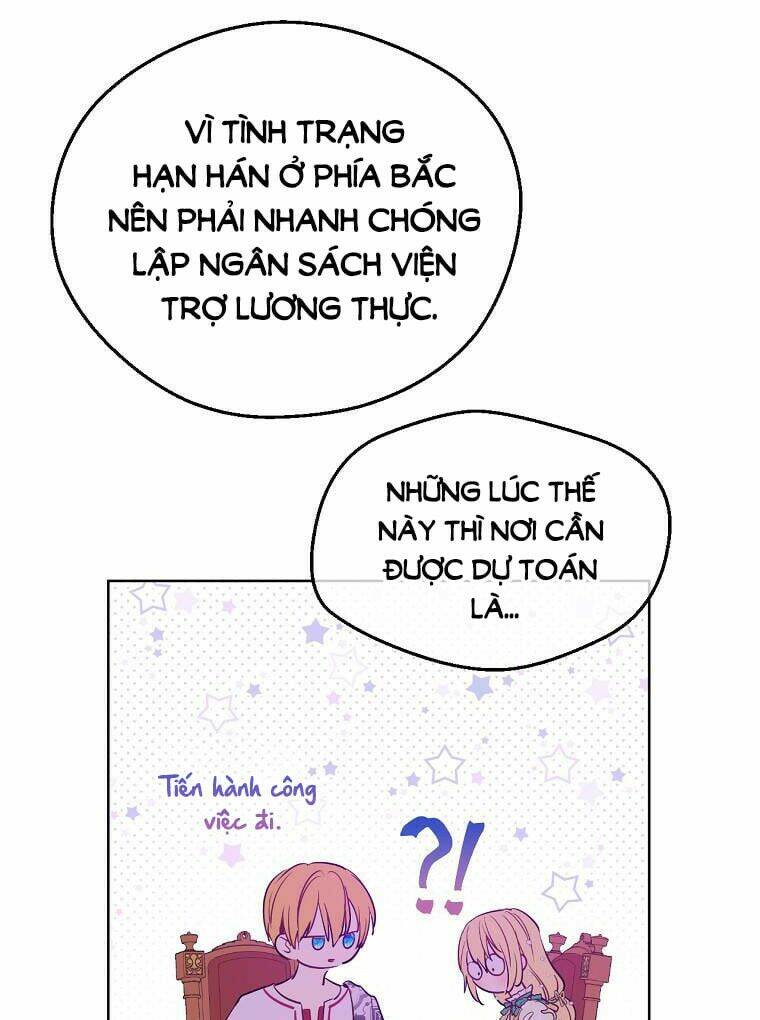 VÌ TÌNH TRẠNG
HẠN HÁN Ở PHÍA BẮC
NÊN PHẢI NHANH CHÓNG
LẬP NGÂN SÁCH VIỆN
TRỢ LƯƠNG THỰC.
NHỮNG LÚC THẾ
NÀY THÌ NƠI CẦN
ĐƯỢC DỰ TOÁN
LÀ...
Tiến hành công
việc đi.
?!